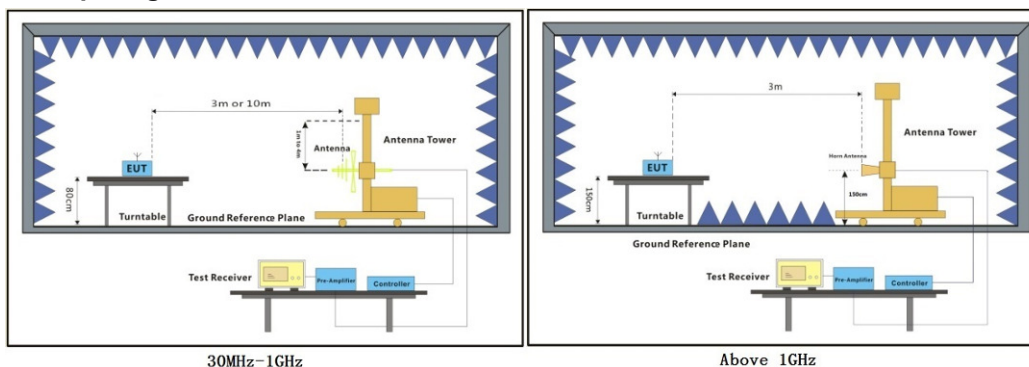 3m or 10m
1m to 4m
Antenna
Antenna Tower
EUT
80cm
Turntable
Ground Reference Plane
Test Receiver
Pre-Amplifier
Controller
30MHz-1GHz
3m
Horn Antenna
Antenna Tower
EUT
150cm
150cm
Turntable
Ground Reference Plane
Test Receiver
Pre-Amplifier
Controller
Above 1GHz